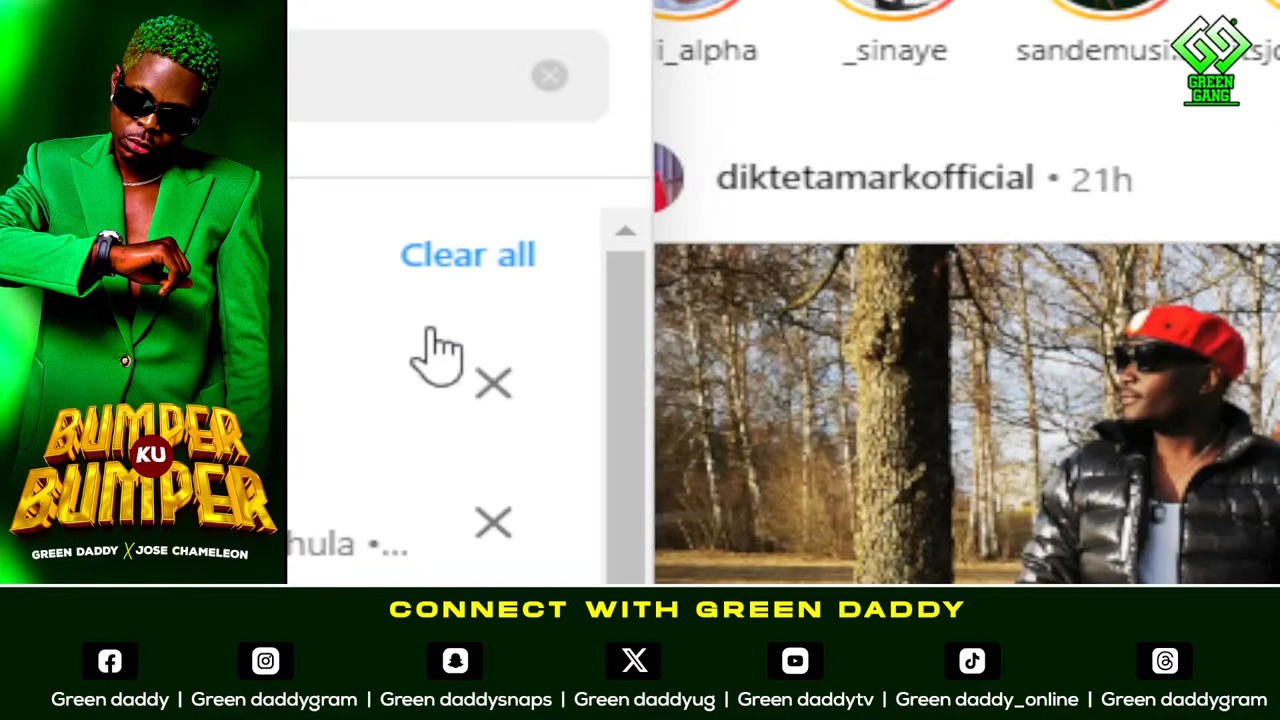 i_alpha
_sinaye
sandemusi...
GREEN
GANG
diktetamarkofficial • 21h
Clear all
hula •...
BUMPER
KU
BUMPER
GREEN DADDY X JOSE CHAMELEON
CONNECT WITH GREEN DADDY
Green daddy | Green daddygram | Green daddysnaps | Green daddyug | Green daddytv | Green daddy_online | Green daddygram